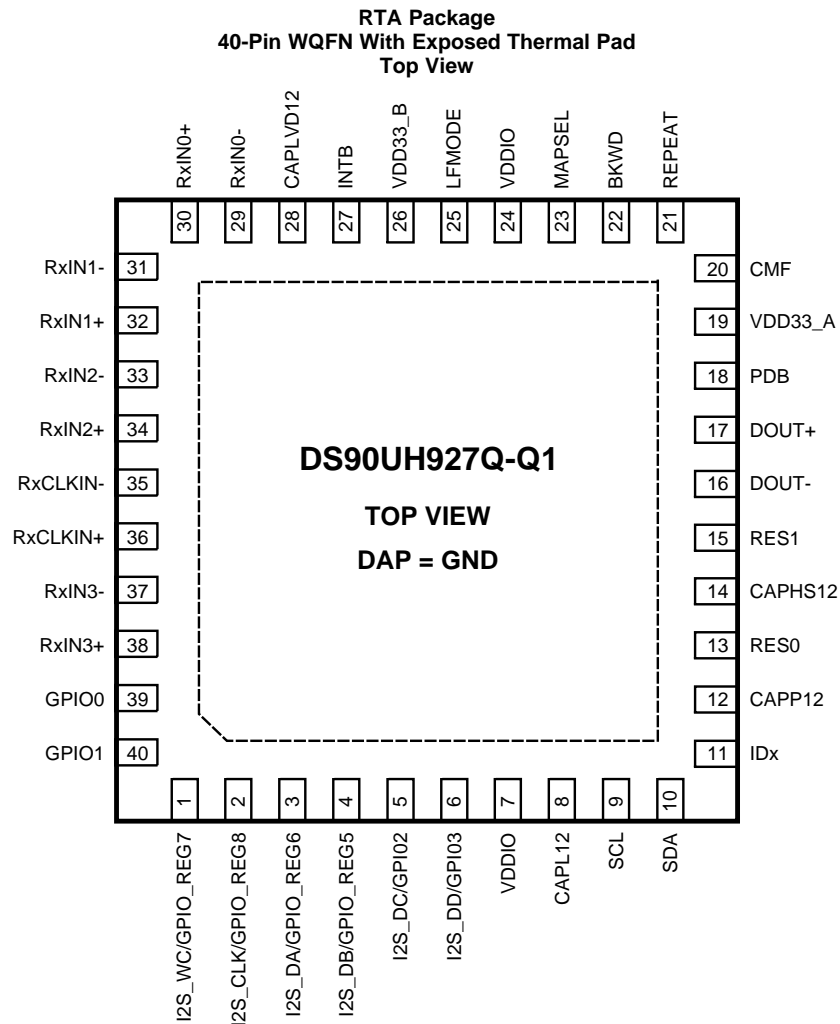 RTA Package
40-Pin WQFN With Exposed Thermal Pad
Top View
RxIN0+
RxIN0-
CAPLVD12
INTB
VDD33_B
LFMODE
VDDIO
MAPSEL
BKWD
REPEAT
30
29
28
27
26
25
24
23
22
21
RxIN1- 31
RxIN1+ 32
RxIN2- 33
RxIN2+ 34
RxCLKIN- 35
RxCLKIN+ 36
RxIN3- 37
RxIN3+ 38
GPIO0 39
GPIO1 40
DS90UH927Q-Q1
TOP VIEW
DAP = GND
20 CMF
19 VDD33_A
18 PDB
17 DOUT+
16 DOUT-
15 RES1
14 CAPHS12
13 RES0
12 CAPP12
11 IDx
1
2
3
4
5
6
7
8
9
10
I2S_WC/GPIO_REG7
I2S_CLK/GPIO_REG8
I2S_DA/GPIO_REG6
I2S_DB/GPIO_REG5
I2S_DC/GPI02
I2S_DD/GPI03
VDDIO
CAPL12
SCL
SDA